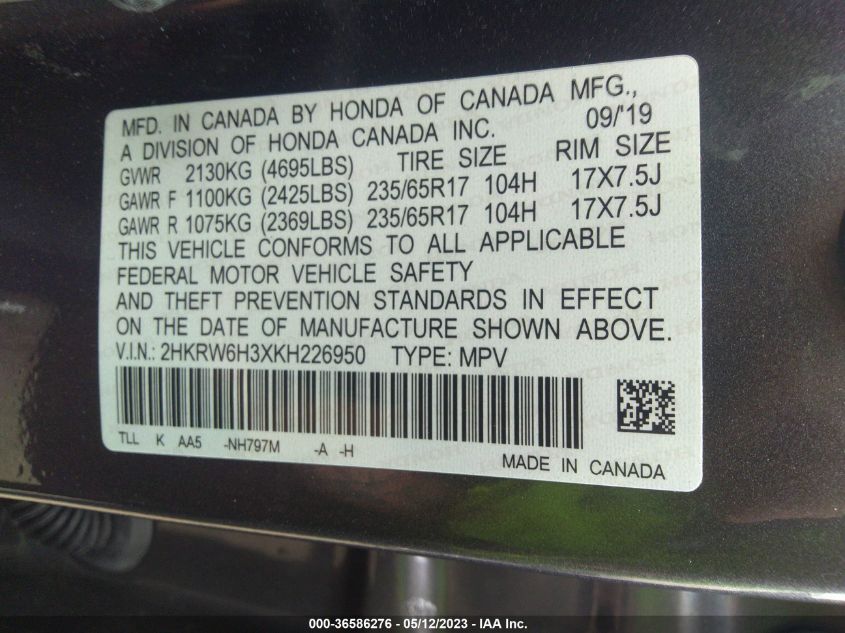 MFD. IN CANADA BY HONDA OF CANADA MFG.,
A DIVISION OF HONDA CANADA INC. 09/'19
GVWR 2130KG (4695LBS) TIRE SIZE RIM SIZE
GAWR F 1100KG (2425LBS) 235/65R17 104H 17X7.5J
GAWR R 1075KG (2369LBS) 235/65R17 104H 17X7.5J
THIS VEHICLE CONFORMS TO ALL APPLICABLE
FEDERAL MOTOR VEHICLE SAFETY
AND THEFT PREVENTION STANDARDS IN EFFECT
ON THE DATE OF MANUFACTURE SHOWN ABOVE.
V.I.N.: 2HKRW6H3XKH226950 TYPE: MPV
TLL K AA5 -NH797M -A -H
MADE IN CANADA
000-36586276 - 05/12/2023 - IAA Inc.